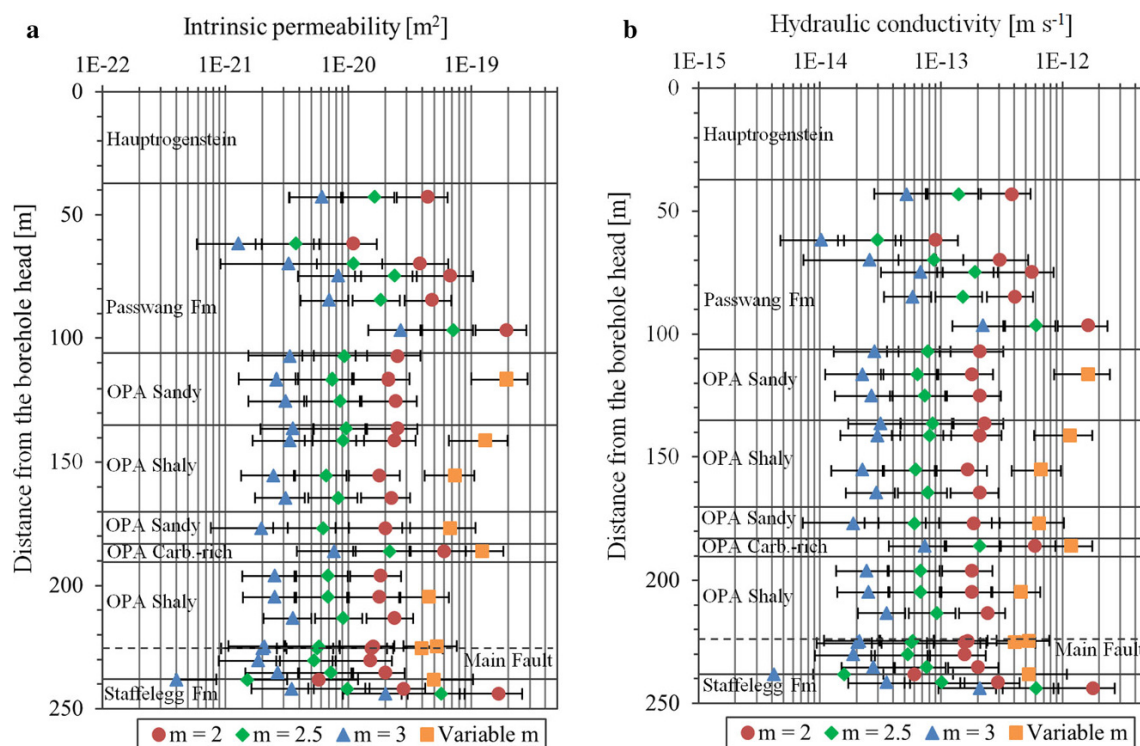 a
Intrinsic permeability [m²]
1E-22 1E-21 1E-20 1E-19
Distance from the borehole head [m]
0
50
100
150
200
250
Hauptrogenstein
Passwang Fm
OPA Sandy
OPA Shaly
OPA Sandy
OPA Carb.-rich
OPA Shaly
Main Fault
Staffelegg Fm
m = 2 m = 2.5 m = 3 Variable m
b
Hydraulic conductivity [m s⁻¹]
1E-15 1E-14 1E-13 1E-12
Distance from the borehole head [m]
0
50
100
150
200
250
Hauptrogenstein
Passwang Fm
OPA Sandy
OPA Shaly
OPA Sandy
OPA Carb.-rich
OPA Shaly
Main Fault
Staffelegg Fm
m = 2 m = 2.5 m = 3 Variable m